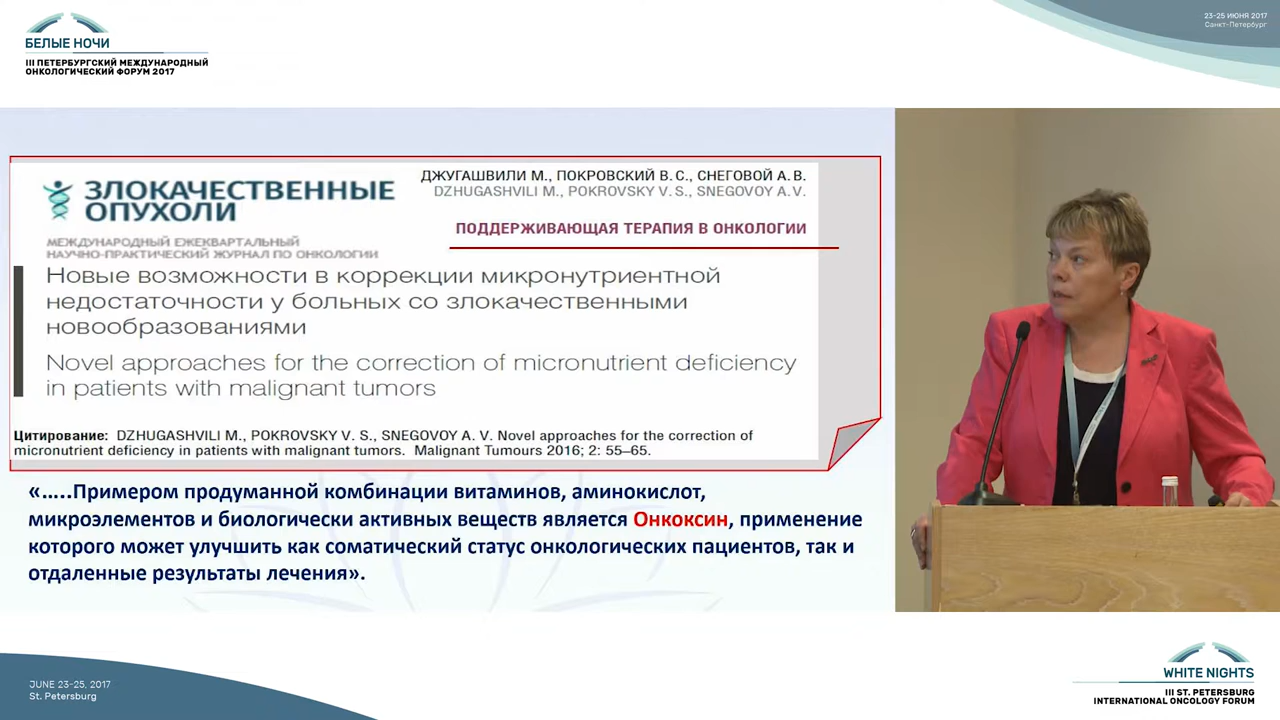 БЕЛЫЕ НОЧИ
III ПЕТЕРБУРГСКИЙ МЕЖДУНАРОДНЫЙ
ОНКОЛОГИЧЕСКИЙ ФОРУМ 2017
23-25 ИЮНЯ 2017
Санкт-Петербург
ЗЛОКАЧЕСТВЕННЫЕ
ОПУХОЛИ
МЕЖДУНАРОДНЫЙ ЕЖЕКВАРТАЛЬНЫЙ
НАУЧНО-ПРАКТИЧЕСКИЙ ЖУРНАЛ ПО ОНКОЛОГИИ
ДЖУГАШВИЛИ М., ПОКРОВСКИЙ В. С., СНЕГОВОЙ А. В.
DZHUGASHVILI M., POKROVSKY V. S., SNEGOVOY A. V.
ПОДДЕРЖИВАЮЩАЯ ТЕРАПИЯ В ОНКОЛОГИИ
Новые возможности в коррекции микронутриентной
недостаточности у больных со злокачественными
новообразованиями
Novel approaches for the correction of micronutrient deficiency
in patients with malignant tumors
Цитирование: DZHUGASHVILI M., POKROVSKY V. S., SNEGOVOY A. V. Novel approaches for the correction of
micronutrient deficiency in patients with malignant tumors. Malignant Tumours 2016; 2: 55–65.
«…..Примером продуманной комбинации витаминов, аминокислот,
микроэлементов и биологически активных веществ является Онкоксин, применение
которого может улучшить как соматический статус онкологических пациентов, так и
отдаленные результаты лечения».
JUNE 23-25, 2017
St. Petersburg
WHITE NIGHTS
III ST. PETERSBURG
INTERNATIONAL ONCOLOGY FORUM